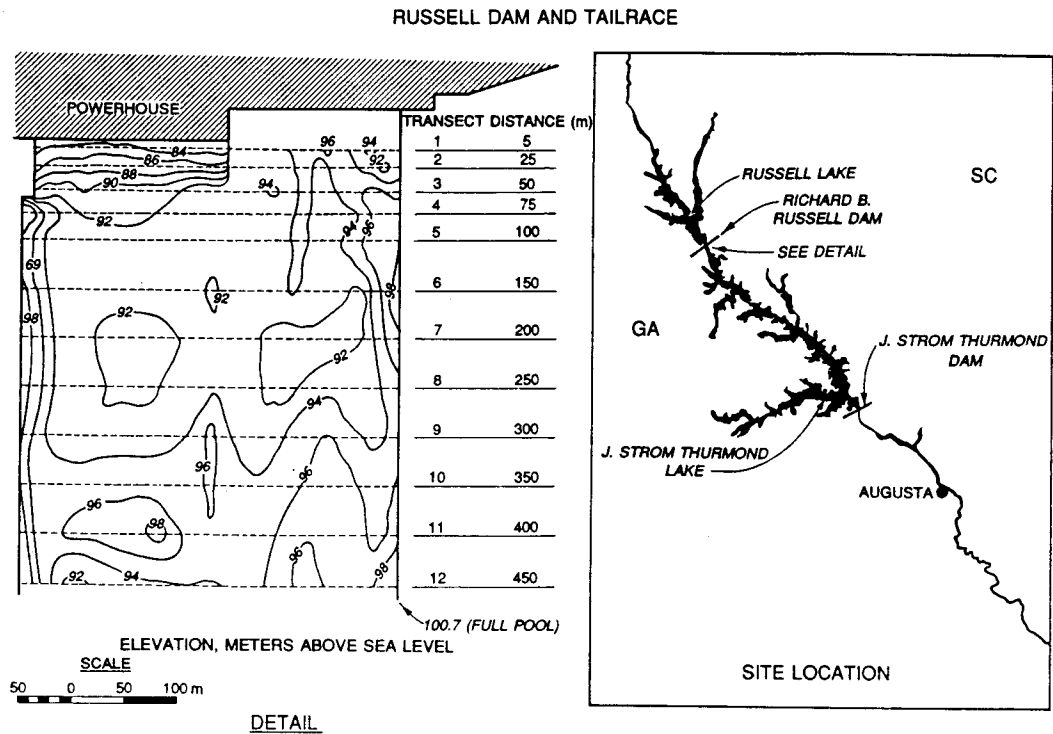 RUSSELL DAM AND TAILRACE
POWERHOUSE
TRANSECT DISTANCE (m)
1 5
2 25
3 50
4 75
5 100
6 150
7 200
8 250
9 300
10 350
11 400
12 450
84
86
88
90
92
96
94
92
94
94
96
69
98
92
98
92
92
94
96
96
96
98
92
94
96
98
100.7 (FULL POOL)
ELEVATION, METERS ABOVE SEA LEVEL
SCALE
50 0 50 100 m
DETAIL
RUSSELL LAKE
SC
RICHARD B.
RUSSELL DAM
SEE DETAIL
GA
J. STROM THURMOND
DAM
J. STROM THURMOND
LAKE
AUGUSTA
SITE LOCATION